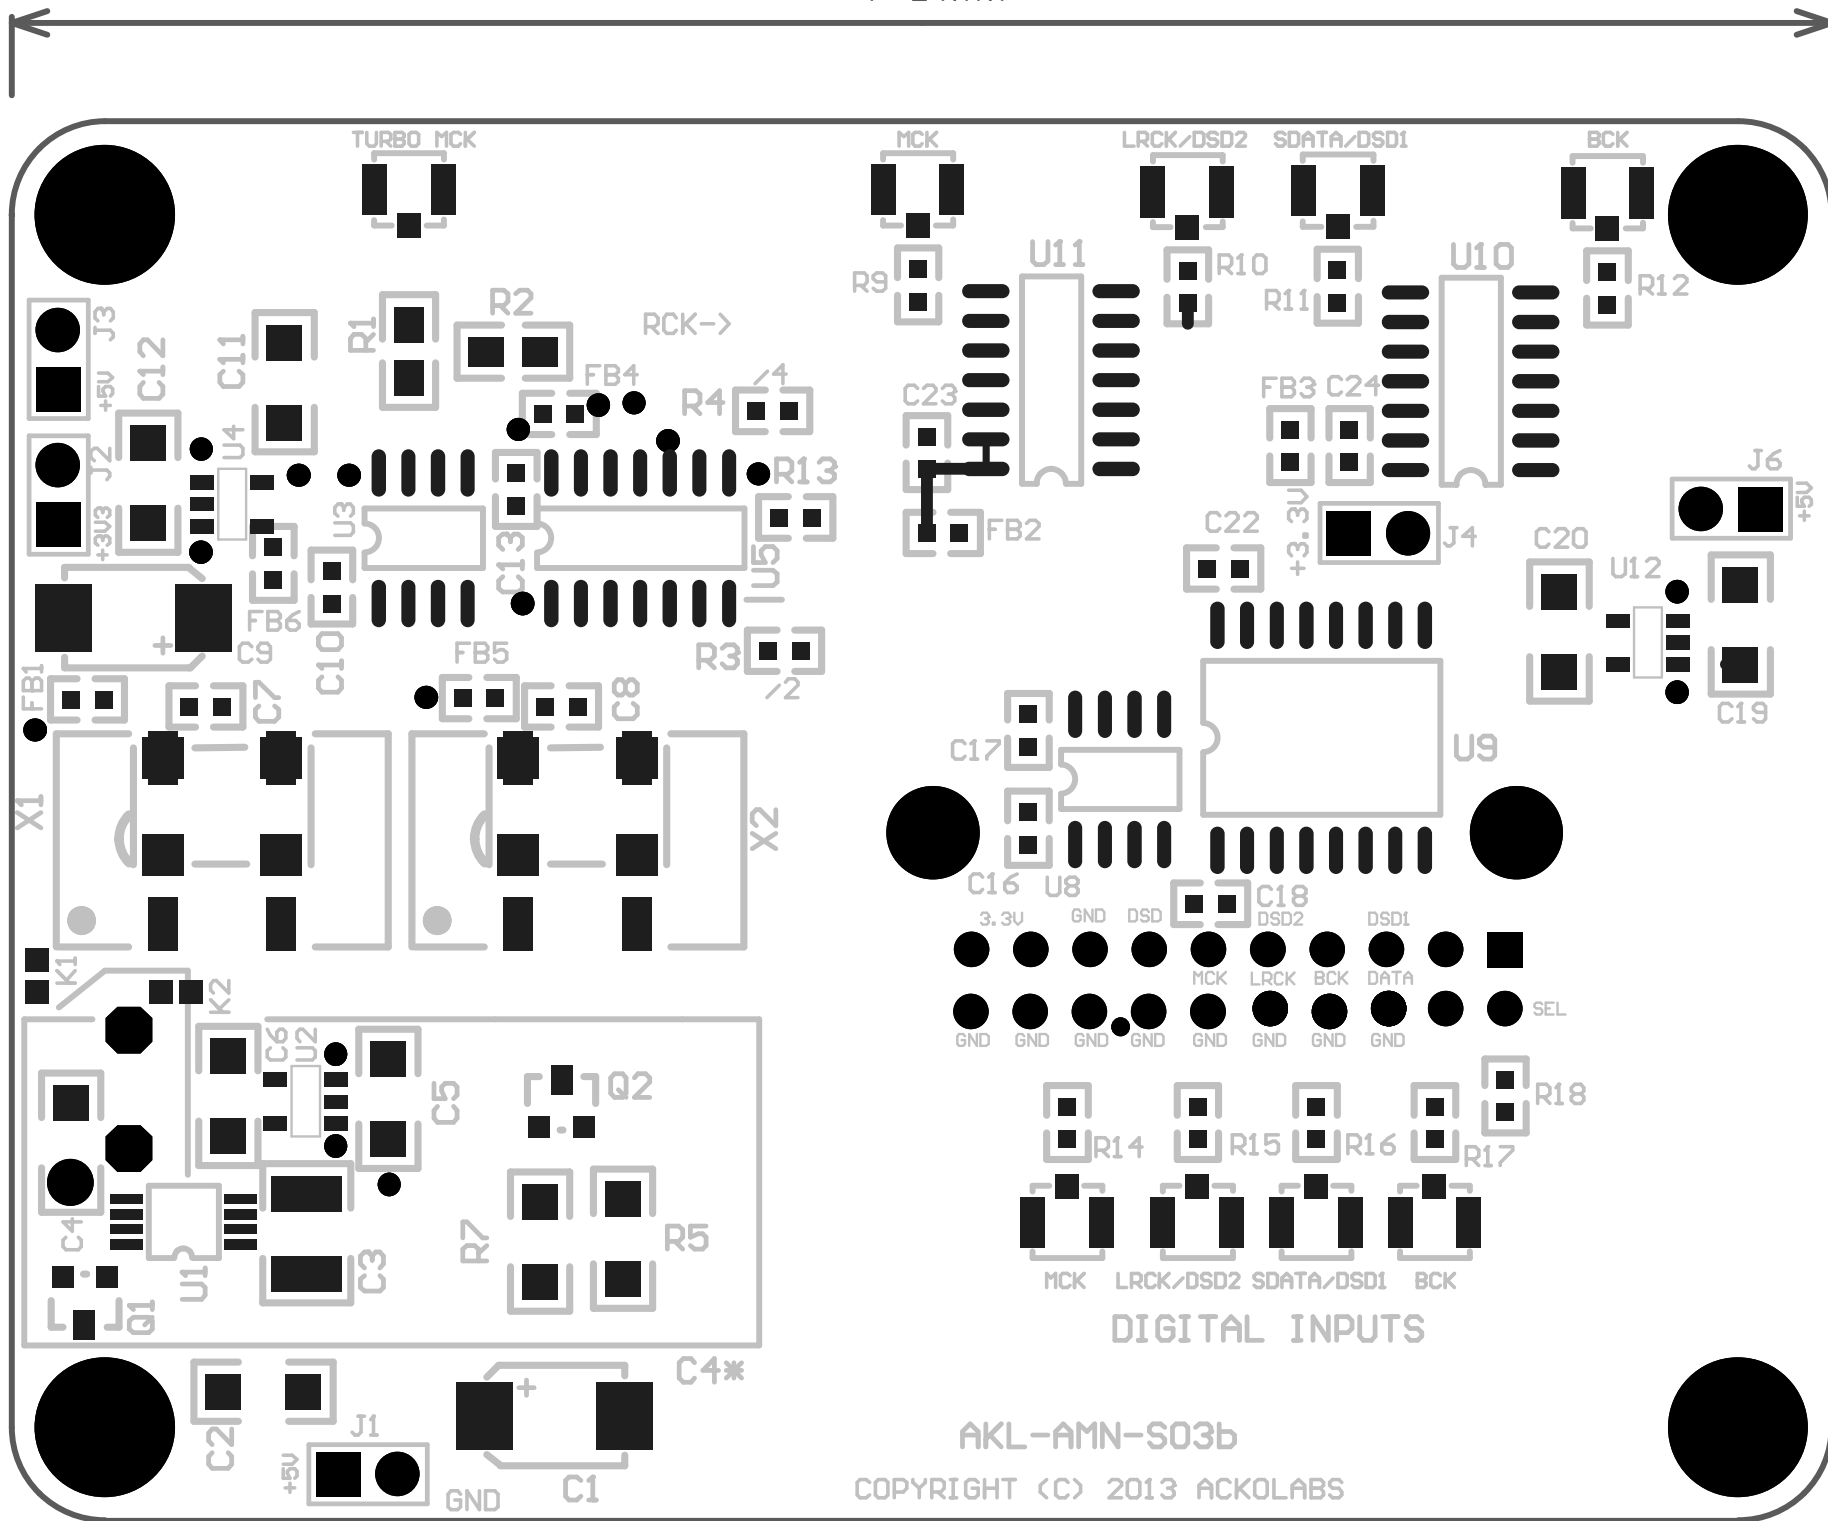 TURBO MCK
MCK
LRCK/DSD2
SDATA/DSD1
BCK
U11
U10
R9
R10
R11
R12
J3
+5V
C12
C11
R1
R2
RCK->
FB4
/4
R4
C23
FB3
C24
J2
+3V3
U4
U3
R13
J6
+5V
FB2
C22
+3.3V
J4
C20
U12
C13
U5
FB6
C9
+
C10
FB5
R3
/2
FB1
C7
C8
C17
U9
C19
X1
X2
C16
U8
C18
3.3V
GND
DSD
DSD2
DSD1
K1
K2
MCK
LRCK
BCK
DATA
SEL
GND
GND
GND
GND
GND
GND
GND
GND
C6
U2
C5
Q2
R14
R15
R16
R17
R18
C4
U1
C3
R7
R5
Q1
MCK
LRCK/DSD2
SDATA/DSD1
BCK
DIGITAL INPUTS
C4*
+
C2
J1
+5V
GND
C1
AKL-AMN-S03b
COPYRIGHT (C) 2013 ACKOLABS